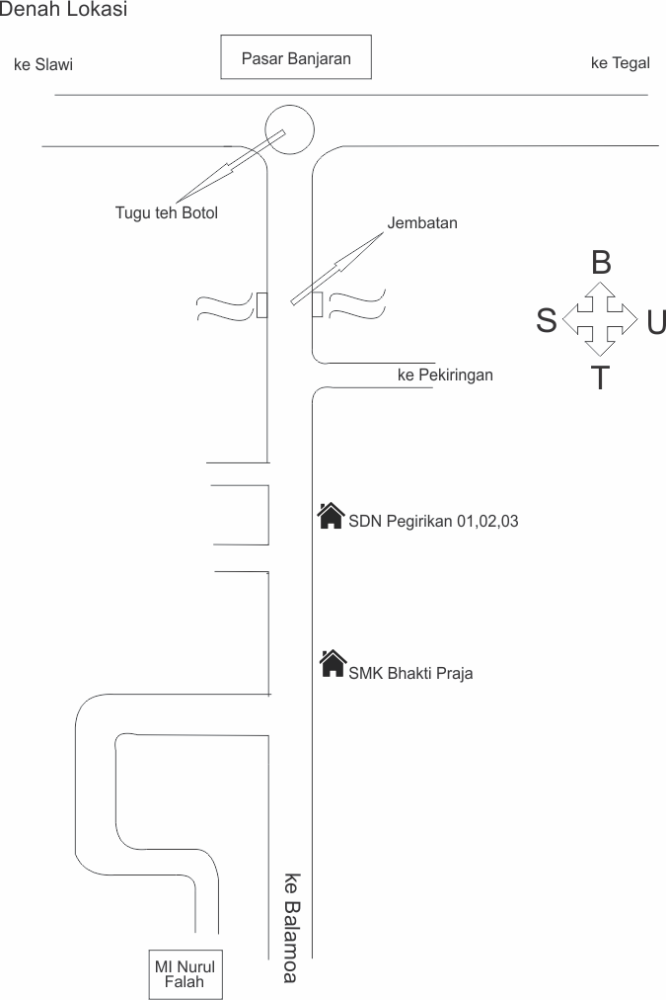 Denah Lokasi
ke Slawi
Pasar Banjaran
ke Tegal
Tugu teh Botol
Jembatan
B
S
U
T
ke Pekiringan
SDN Pegirikan 01,02,03
SMK Bhakti Praja
ke Balamoa
MI Nurul
Falah